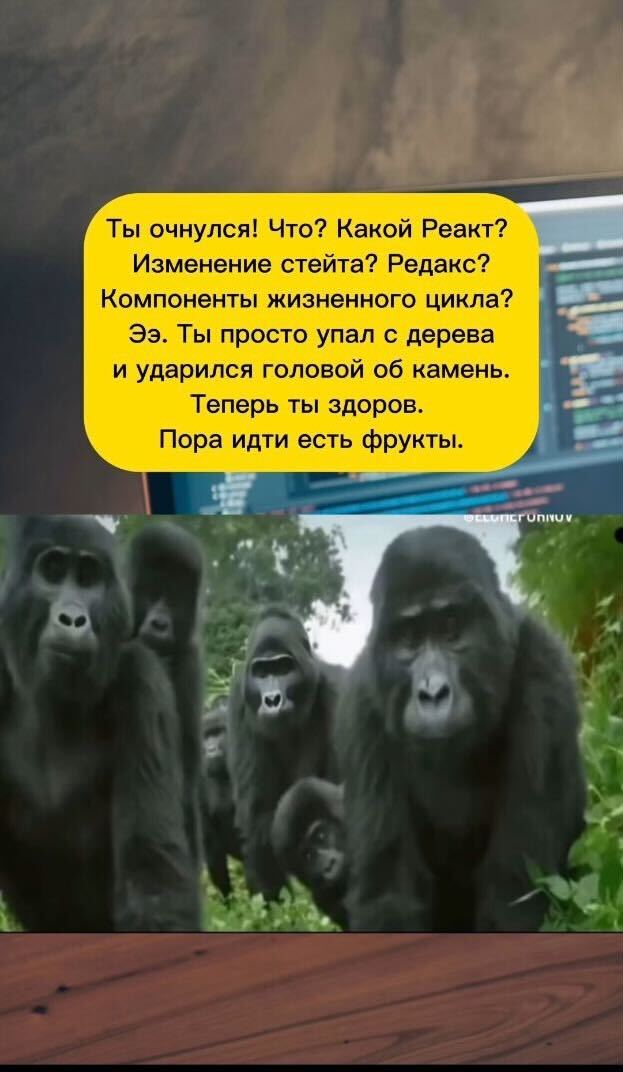 Ты очнулся! Что? Какой Реакт?
Изменение стейта? Редакс?
Компоненты жизненного цикла?
Ээ. Ты просто упал с дерева
и ударился головой об камень.
Теперь ты здоров.
Пора идти есть фрукты.